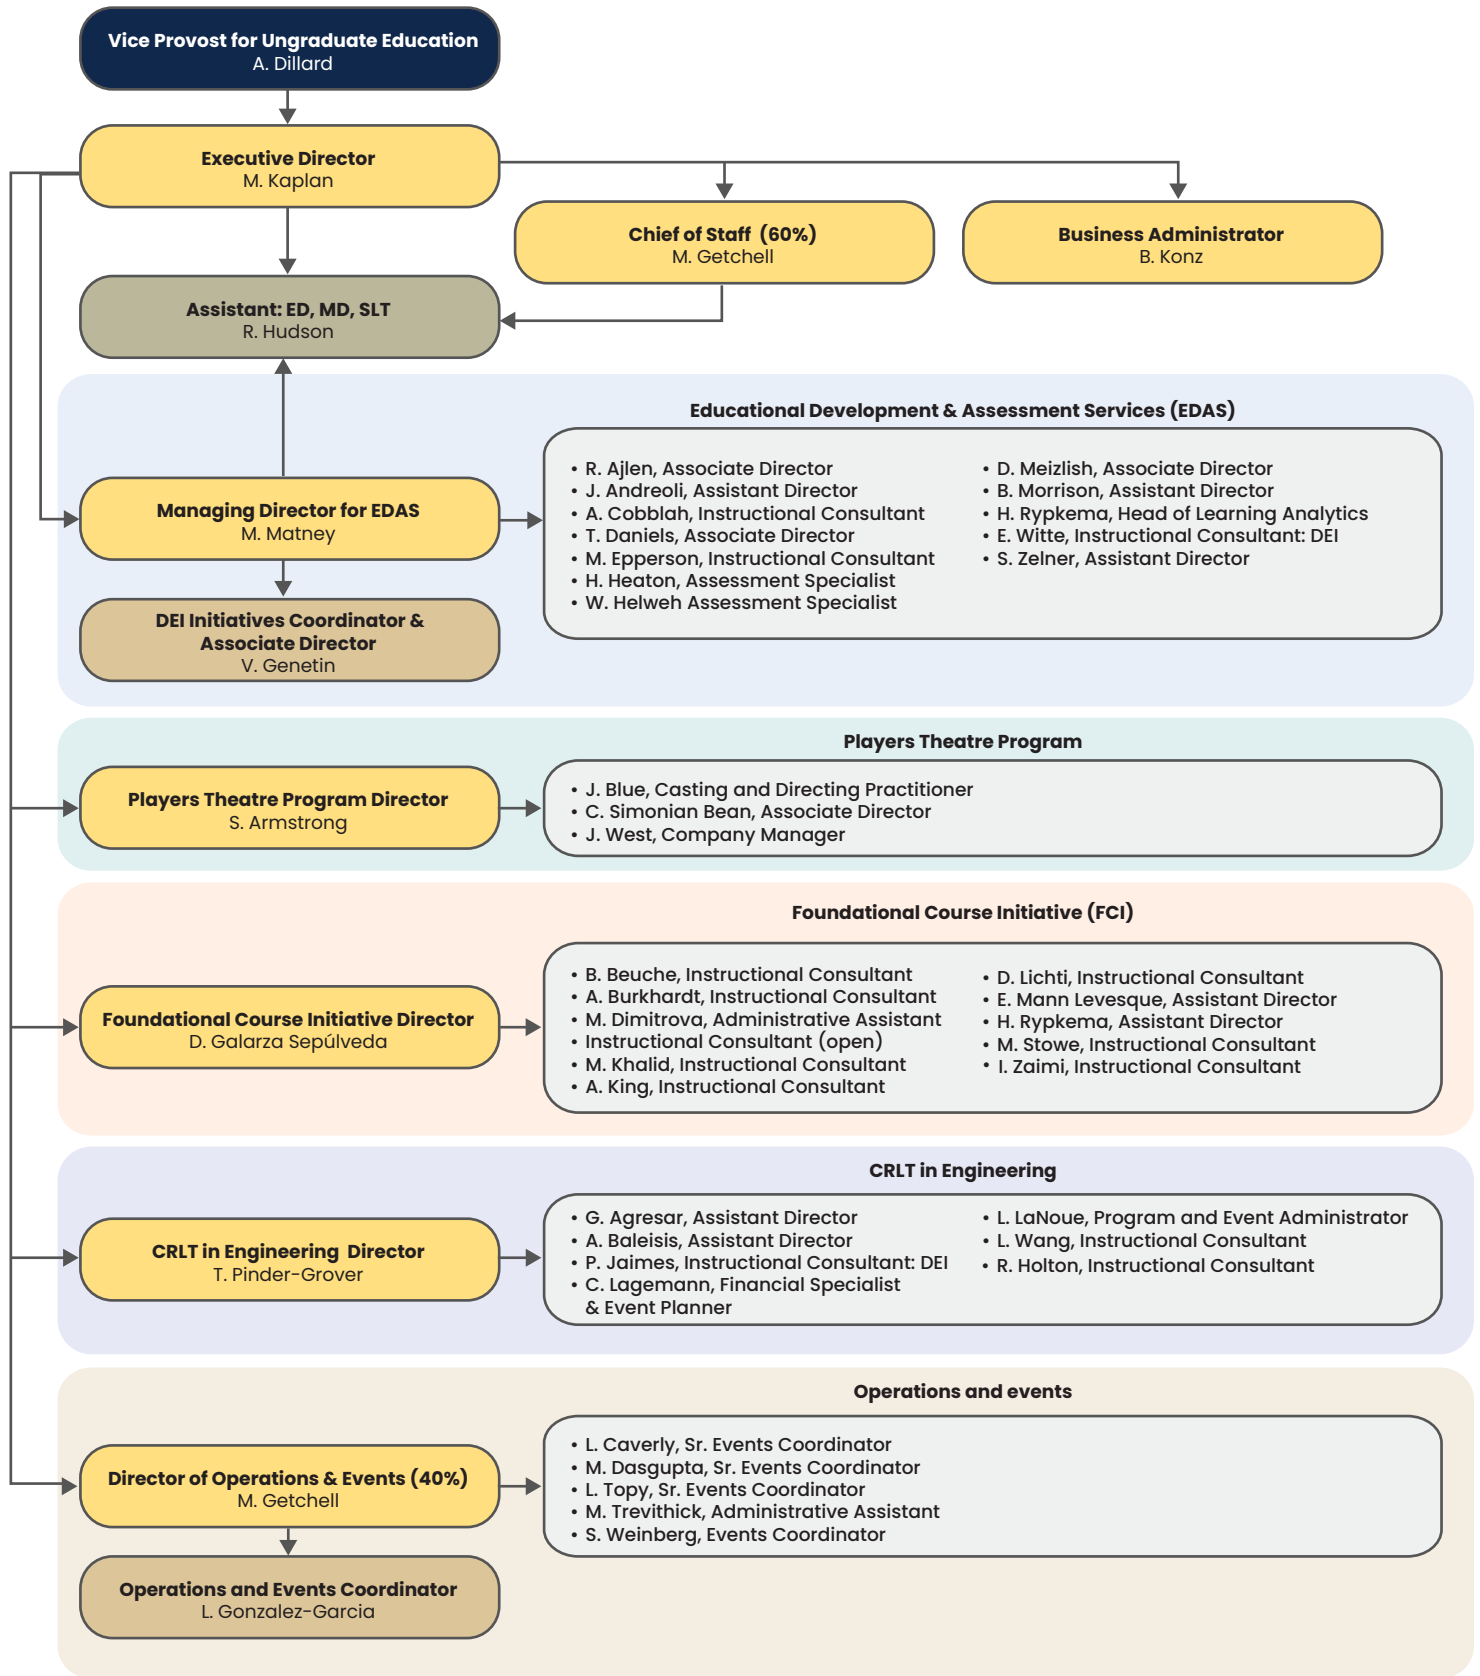 Vice Provost for Ungraduate Education
A. Dillard
Executive Director
M. Kaplan
Chief of Staff (60%)
M. Getchell
Business Administrator
B. Konz
Assistant: ED, MD, SLT
R. Hudson
Educational Development & Assessment Services (EDAS)
Managing Director for EDAS
M. Matney
DEI Initiatives Coordinator &
Associate Director
V. Genetin
• R. Ajlen, Associate Director
• J. Andreoli, Assistant Director
• A. Cobblah, Instructional Consultant
• T. Daniels, Associate Director
• M. Epperson, Instructional Consultant
• H. Heaton, Assessment Specialist
• W. Helweh Assessment Specialist
• D. Meizlish, Associate Director
• B. Morrison, Assistant Director
• H. Rypkema, Head of Learning Analytics
• E. Witte, Instructional Consultant: DEI
• S. Zelner, Assistant Director
Players Theatre Program
Players Theatre Program Director
S. Armstrong
• J. Blue, Casting and Directing Practitioner
• C. Simonian Bean, Associate Director
• J. West, Company Manager
Foundational Course Initiative (FCI)
Foundational Course Initiative Director
D. Galarza Sepúlveda
• B. Beuche, Instructional Consultant
• A. Burkhardt, Instructional Consultant
• M. Dimitrova, Administrative Assistant
• Instructional Consultant (open)
• M. Khalid, Instructional Consultant
• A. King, Instructional Consultant
• D. Lichti, Instructional Consultant
• E. Mann Levesque, Assistant Director
• H. Rypkema, Assistant Director
• M. Stowe, Instructional Consultant
• I. Zaimi, Instructional Consultant
CRLT in Engineering
CRLT in Engineering Director
T. Pinder-Grover
• G. Agresar, Assistant Director
• A. Baleisis, Assistant Director
• P. Jaimes, Instructional Consultant: DEI
• C. Lagemann, Financial Specialist
& Event Planner
• L. LaNoue, Program and Event Administrator
• L. Wang, Instructional Consultant
• R. Holton, Instructional Consultant
Operations and events
Director of Operations & Events (40%)
M. Getchell
Operations and Events Coordinator
L. Gonzalez-Garcia
• L. Caverly, Sr. Events Coordinator
• M. Dasgupta, Sr. Events Coordinator
• L. Topy, Sr. Events Coordinator
• M. Trevithick, Administrative Assistant
• S. Weinberg, Events Coordinator